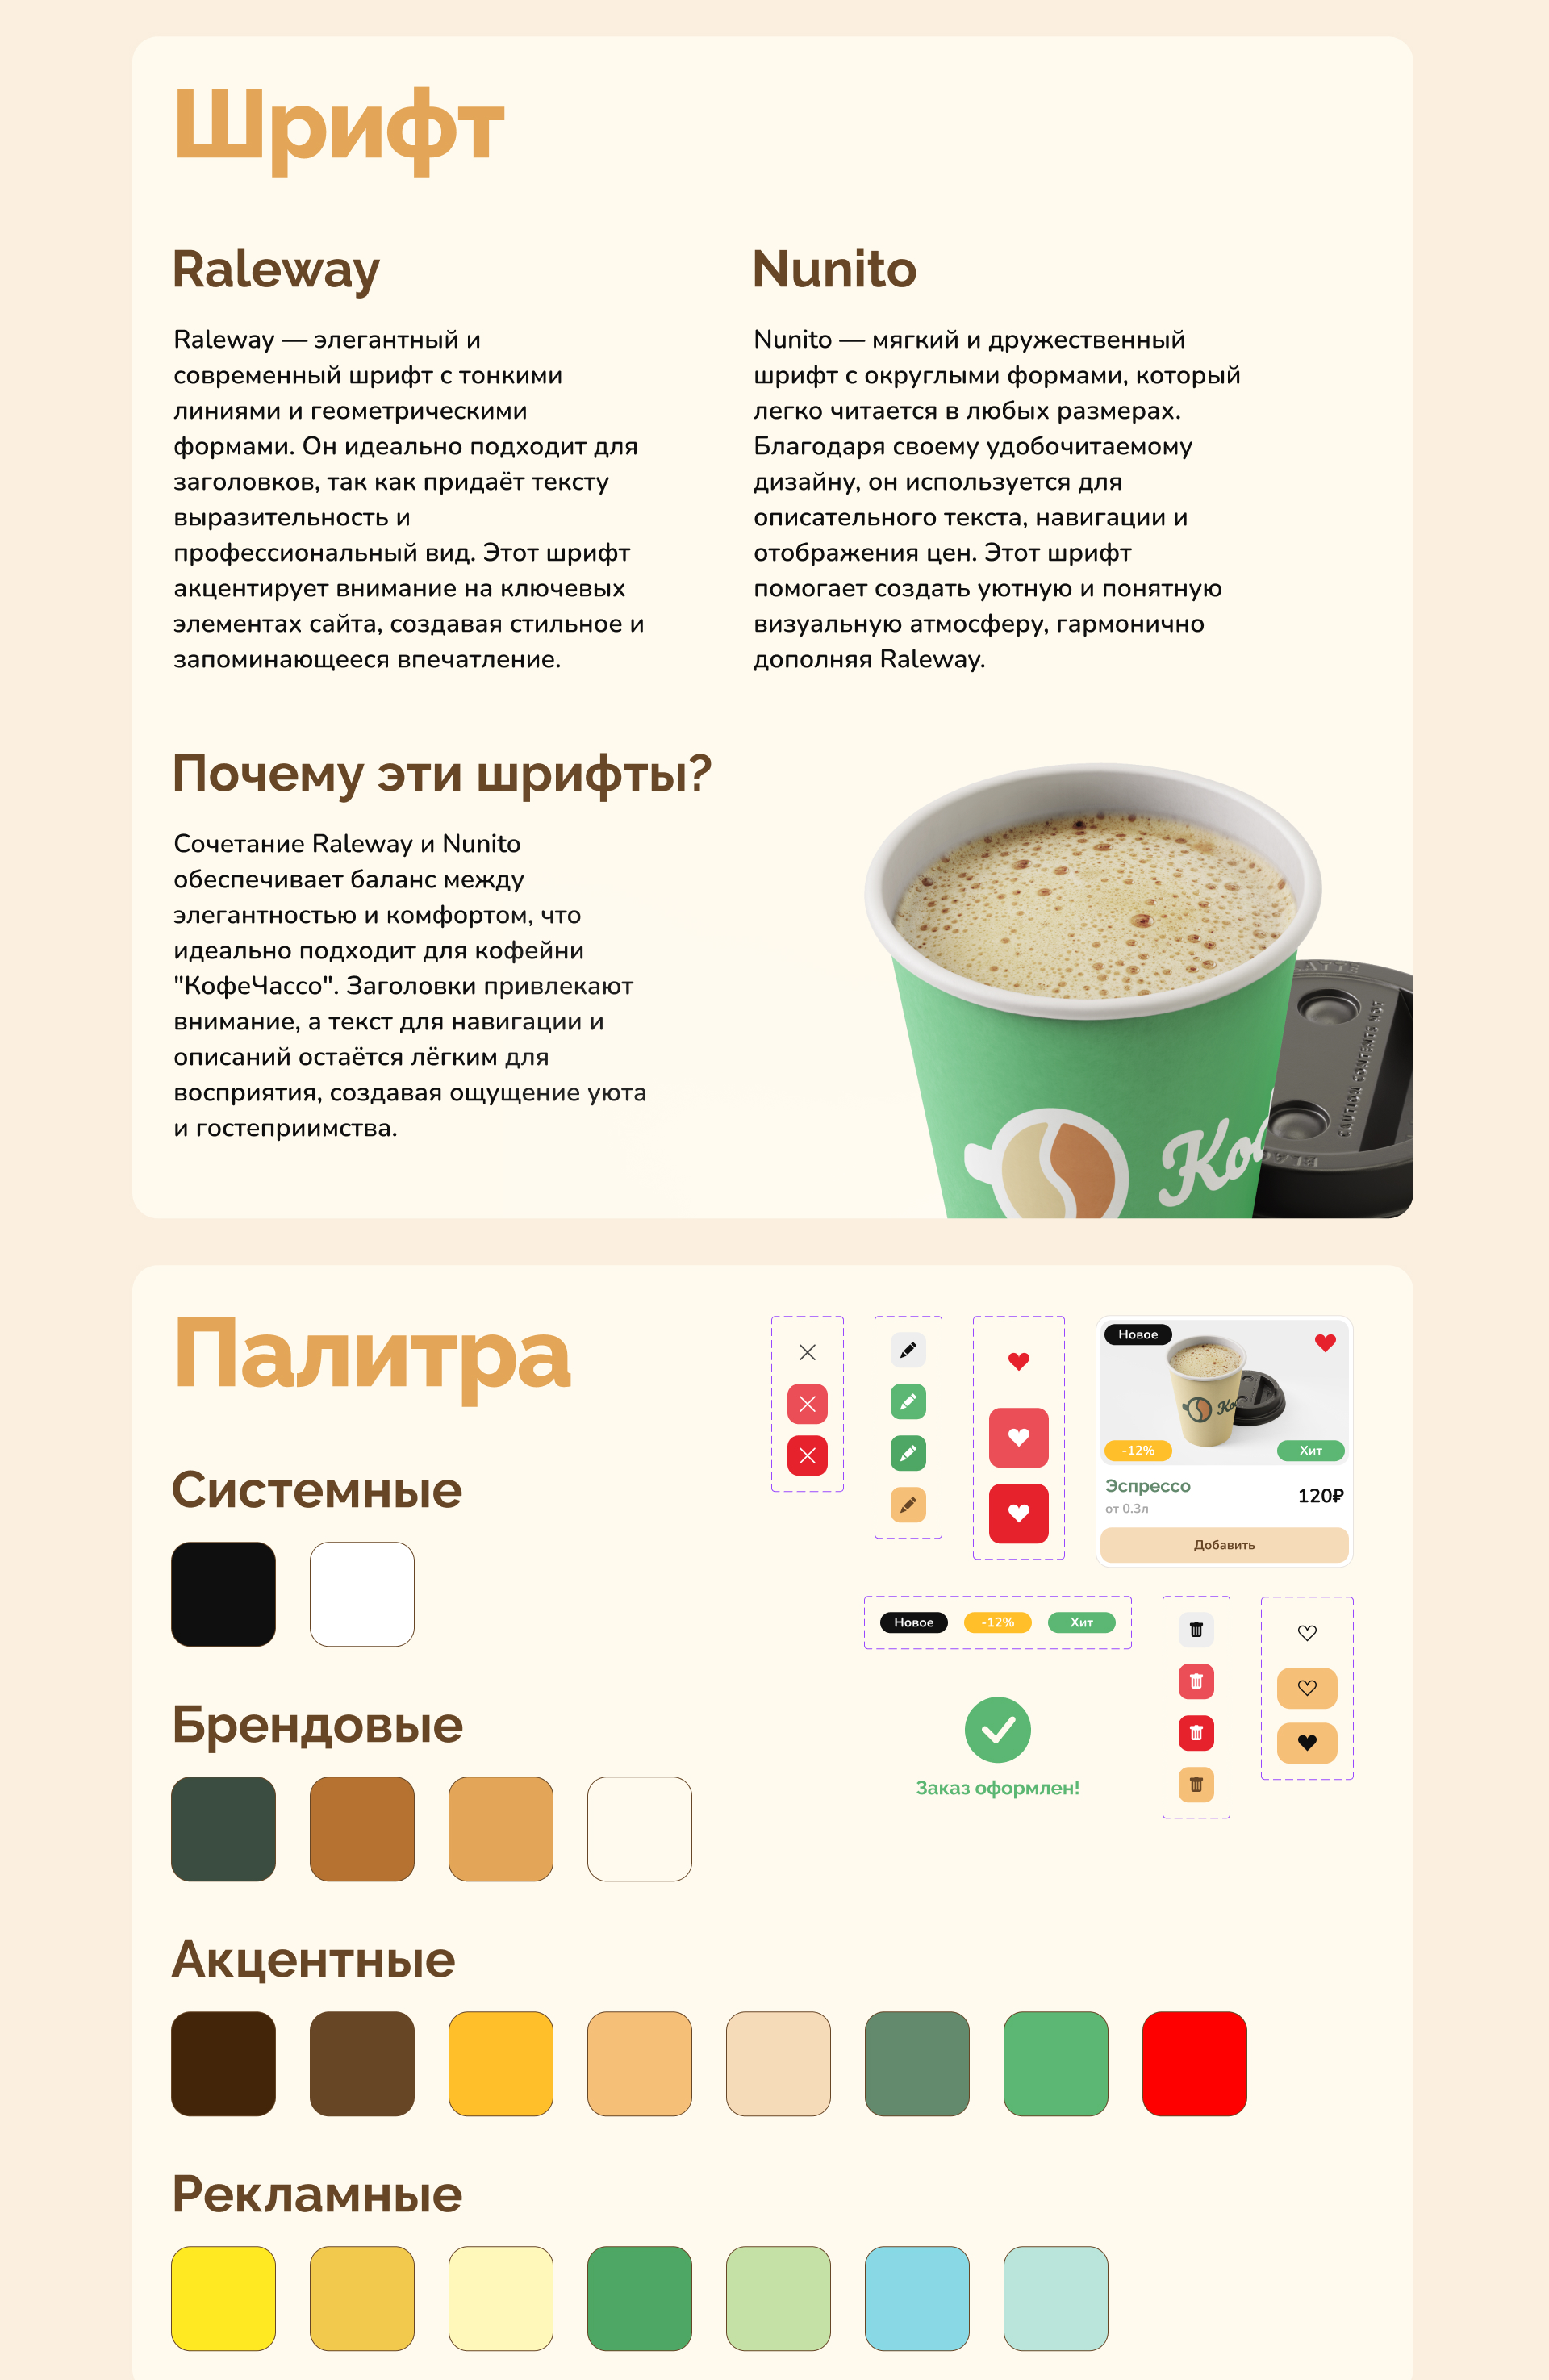 Шрифт
Raleway
Raleway — элегантный и
современный шрифт с тонкими
линиями и геометрическими
формами. Он идеально подходит для
заголовков, так как придаёт тексту
выразительность и
профессиональный вид. Этот шрифт
акцентирует внимание на ключевых
элементах сайта, создавая стильное и
запоминающееся впечатление.
Nunito
Nunito — мягкий и дружественный
шрифт с округлыми формами, который
легко читается в любых размерах.
Благодаря своему удобочитаемому
дизайну, он используется для
описательного текста, навигации и
отображения цен. Этот шрифт
помогает создать уютную и понятную
визуальную атмосферу, гармонично
дополняя Raleway.
Почему эти шрифты?
Сочетание Raleway и Nunito
обеспечивает баланс между
элегантностью и комфортом, что
идеально подходит для кофейни
"КофеЧассо". Заголовки привлекают
внимание, а текст для навигации и
описаний остаётся лёгким для
восприятия, создавая ощущение уюта
и гостеприимства.
CAUTION CONTENTS HOT
Палитра
Новое
-12%
Хит
Эспрессо
120₽
от 0.3л
Добавить
Новое -12% Хит
Заказ оформлен!
Системные
Брендовые
Акцентные
Рекламные